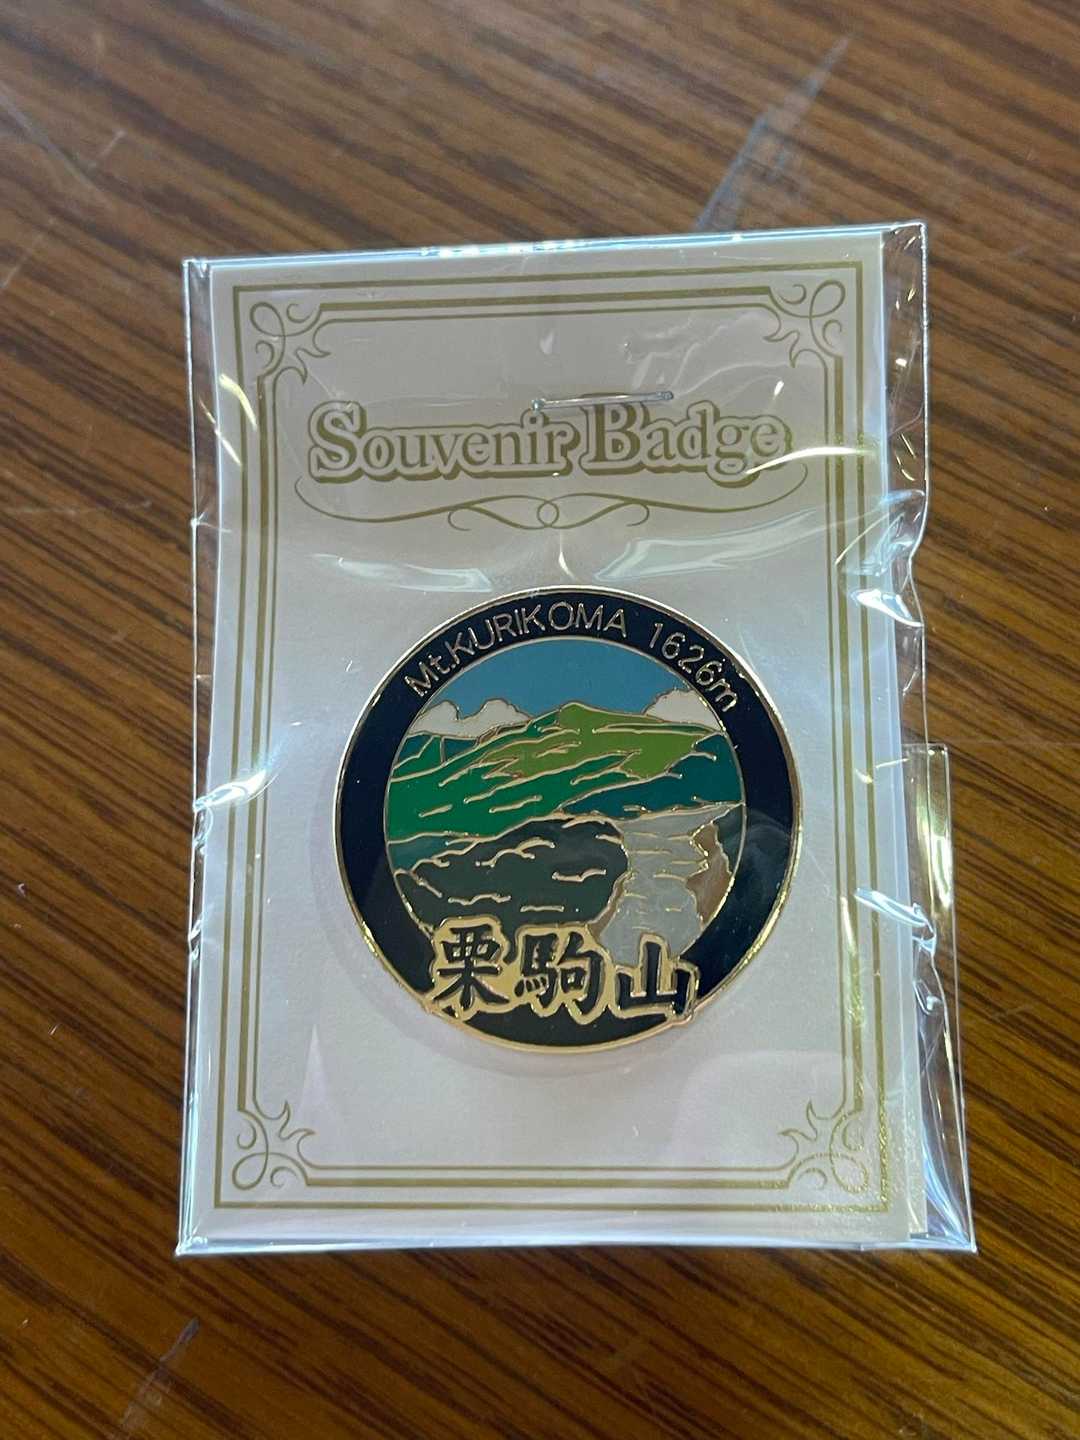 Souvenir Badge
Mt.KURIKOMA 1626m
栗駒山